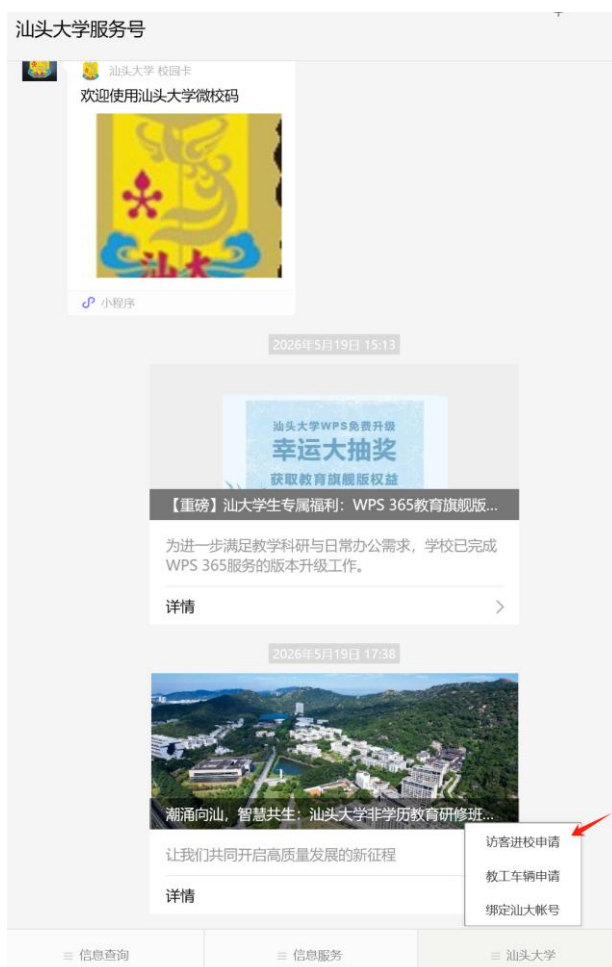 汕头大学服务号
汕头大学 校园卡
欢迎使用汕头大学微校码
汕大
小程序
2026年5月19日 15:13
汕头大学WPS免费升级
幸运大抽奖
获取教育旗舰版权益
【重磅】汕大学生专属福利：WPS 365教育旗舰版...
为进一步满足教学科研与日常办公需求，学校已完成
WPS 365服务的版本升级工作。
详情
2026年5月19日 17:38
潮涌向汕，智慧共生：汕头大学非学历教育研修班...
让我们共同开启高质量发展的新征程
详情
访客进校申请
教工车辆申请
绑定汕大帐号
信息查询
信息服务
汕头大学